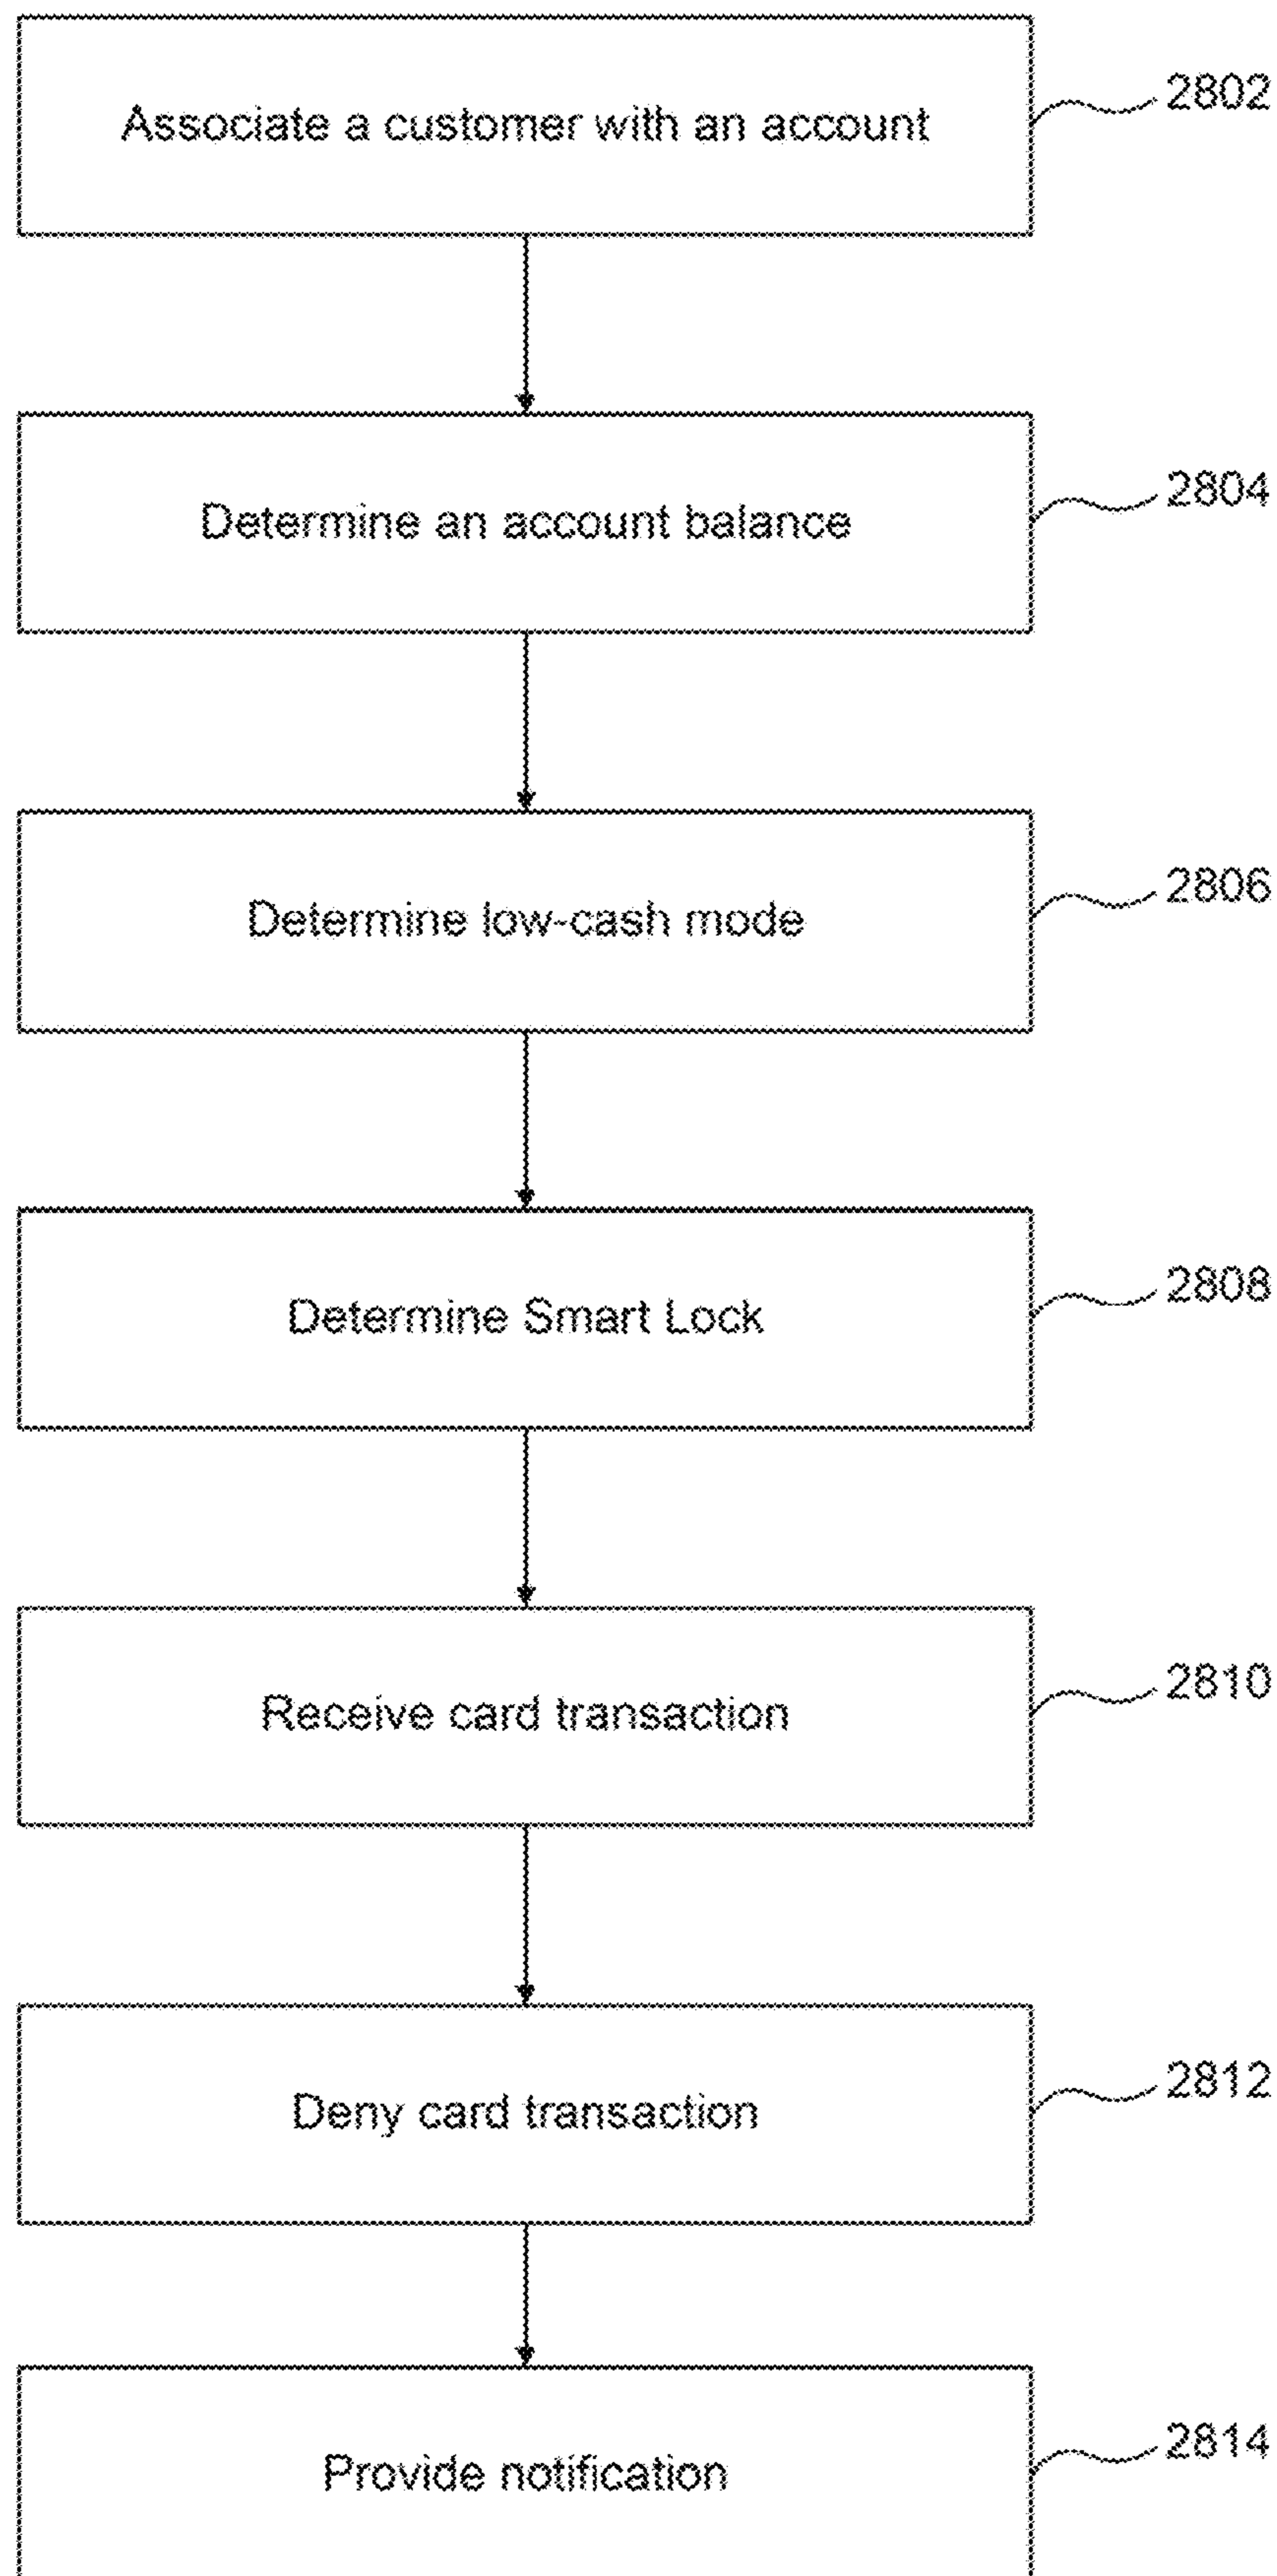 Associate a customer with an account
2802
Determine an account balance
2804
Determine low-cash mode
2806
Determine Smart Lock
2808
Receive card transaction
2810
Deny card transaction
2812
Provide notification
2814